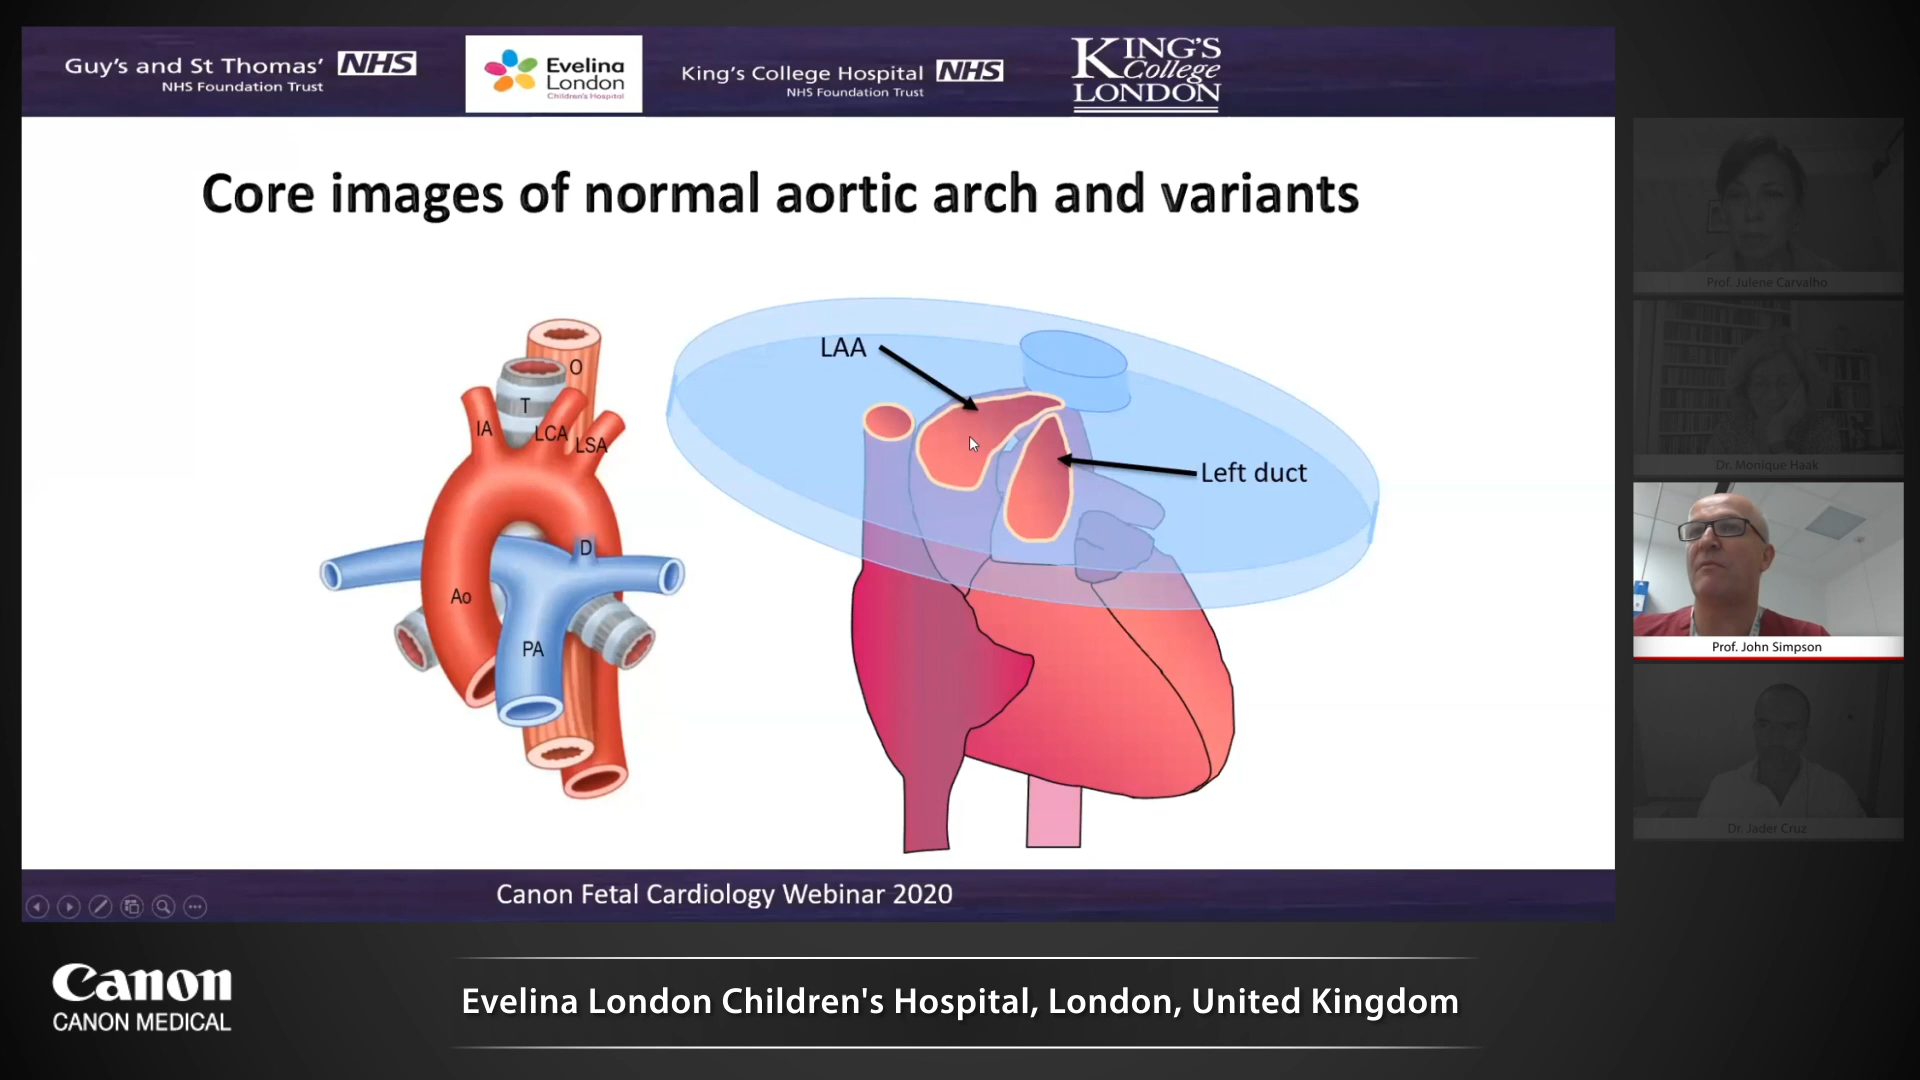 Guy's and St Thomas' NHS
NHS Foundation Trust
Evelina
London
Children's Hospital
King's College Hospital NHS
NHS Foundation Trust
KING'S
College
LONDON
Core images of normal aortic arch and variants
O
T
IA
LCA
LSA
D
Ao
PA
LAA
Left duct
Prof. Julene Carvalho
Dr. Monique Haak
Prof. John Simpson
Dr. Jader Cruz
Canon Fetal Cardiology Webinar 2020
Canon
CANON MEDICAL
Evelina London Children's Hospital, London, United Kingdom